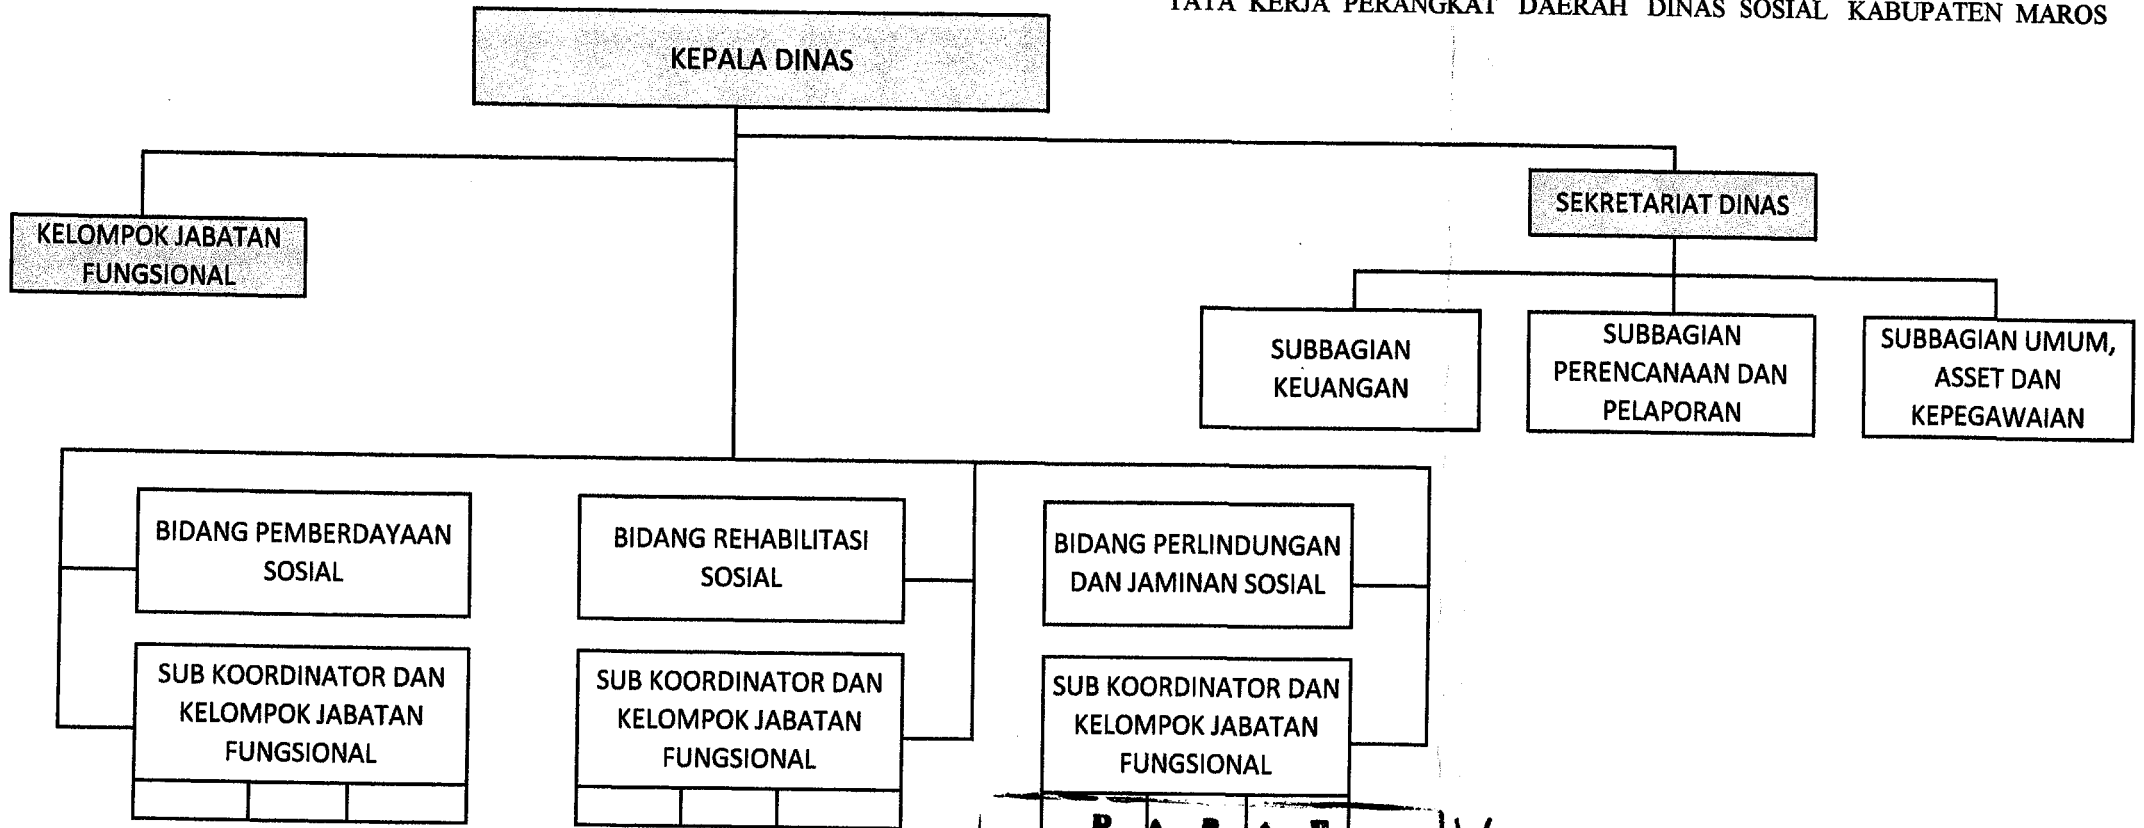 TATA KERJA PERANGKAT DAERAH DINAS SOSIAL KABUPATEN MAROS
KEPALA DINAS
KELOMPOK JABATAN
FUNGSIONAL
SEKRETARIAT DINAS
SUBBAGIAN
KEUANGAN
SUBBAGIAN
PERENCANAAN DAN
PELAPORAN
SUBBAGIAN UMUM,
ASSET DAN
KEPEGAWAIAN
BIDANG PEMBERDAYAAN
SOSIAL
BIDANG REHABILITASI
SOSIAL
BIDANG PERLINDUNGAN
DAN JAMINAN SOSIAL
SUB KOORDINATOR DAN
KELOMPOK JABATAN
FUNGSIONAL
SUB KOORDINATOR DAN
KELOMPOK JABATAN
FUNGSIONAL
SUB KOORDINATOR DAN
KELOMPOK JABATAN
FUNGSIONAL